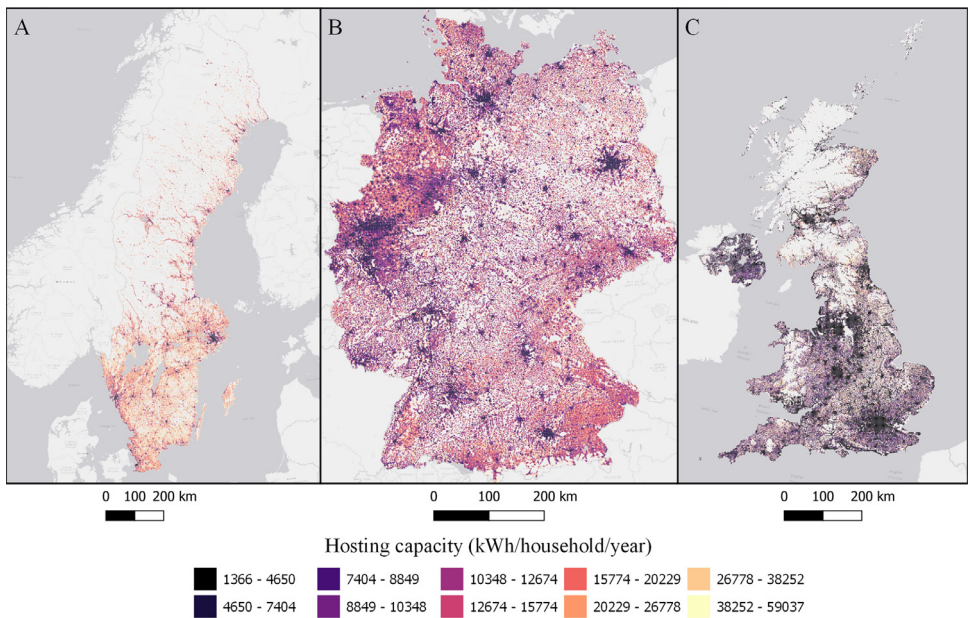 A
B
C
0 100 200 km
0 100 200 km
0 100 200 km
Hosting capacity (kWh/household/year)
1366 - 4650
7404 - 8849
10348 - 12674
15774 - 20229
26778 - 38252
4650 - 7404
8849 - 10348
12674 - 15774
20229 - 26778
38252 - 59037